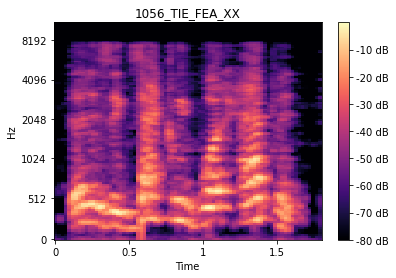 1056_TIE_FEA_XX
8192
4096
2048
1024
512
0
Hz
0
0.5
1
1.5
Time
-10 dB
-20 dB
-30 dB
-40 dB
-50 dB
-60 dB
-70 dB
-80 dB